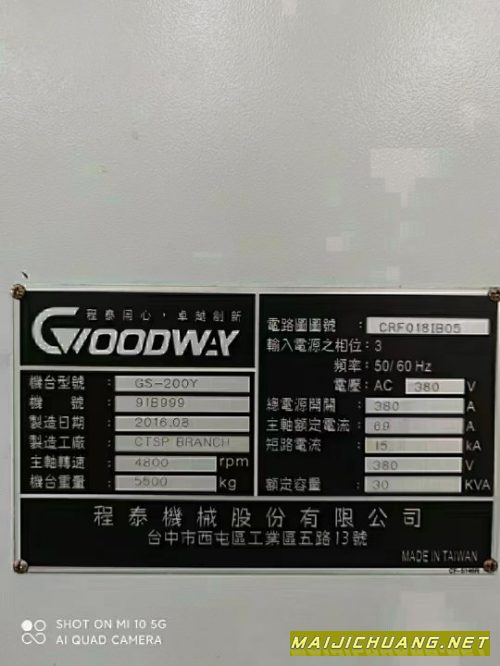 程泰同心，卓越創新
GOODWAY
機台型號： GS-200Y
機　　號： 91B999
製造日期： 2016.08
製造工廠： CTSP BRANCH
主軸轉速： 4800 rpm
機台重量： 5500 kg
電路圖圖號： CRF018IB05
輸入電源之相位：3
頻率：50/60 Hz
電壓：AC 380 V
總電源開關： 380 A
主軸額定電流： 69 A
短路電流： 15 kA
380 V
額定容量： 30 KVA
程泰機械股份有限公司
台中市西屯區工業區五路13號
MADE IN TAIWAN
SHOT ON MI 10 5G
AI QUAD CAMERA
MAIJICHUANG.NET